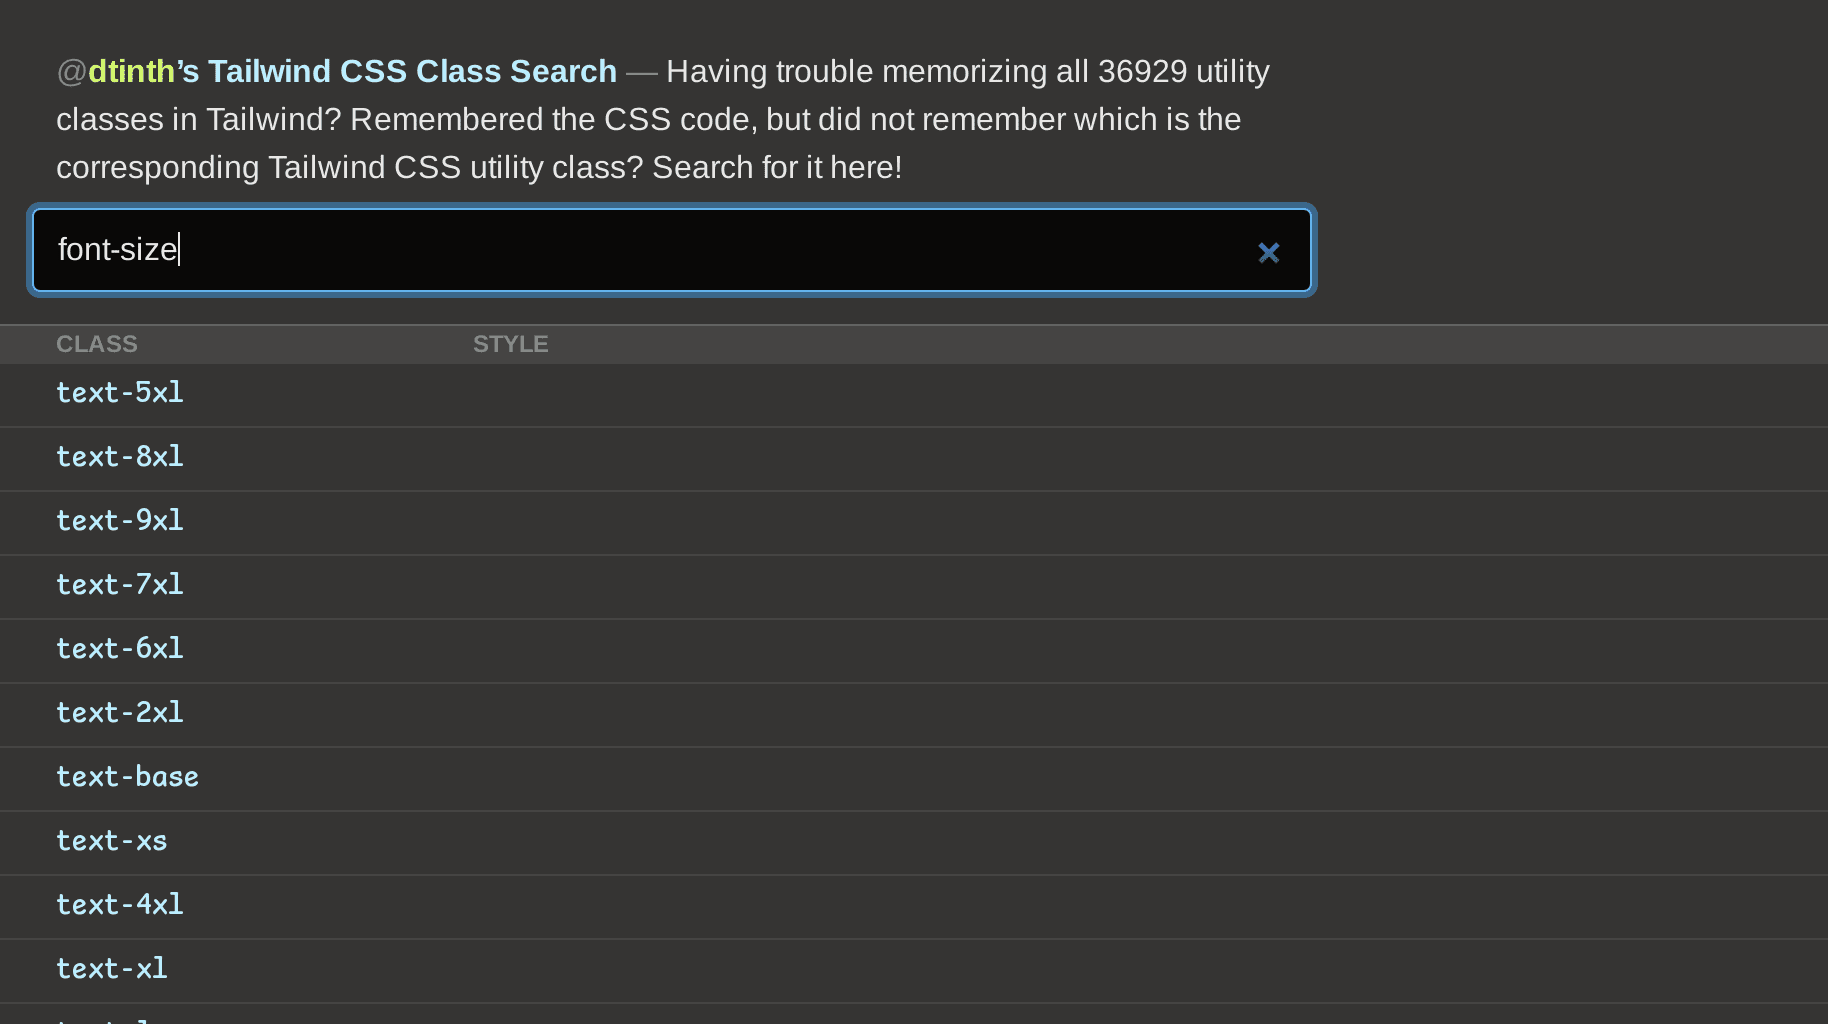 @dtinth’s Tailwind CSS Class Search — Having trouble memorizing all 36929 utility
classes in Tailwind? Remembered the CSS code, but did not remember which is the
corresponding Tailwind CSS utility class? Search for it here!
font-size
CLASS STYLE
text-5xl
text-8xl
text-9xl
text-7xl
text-6xl
text-2xl
text-base
text-xs
text-4xl
text-xl